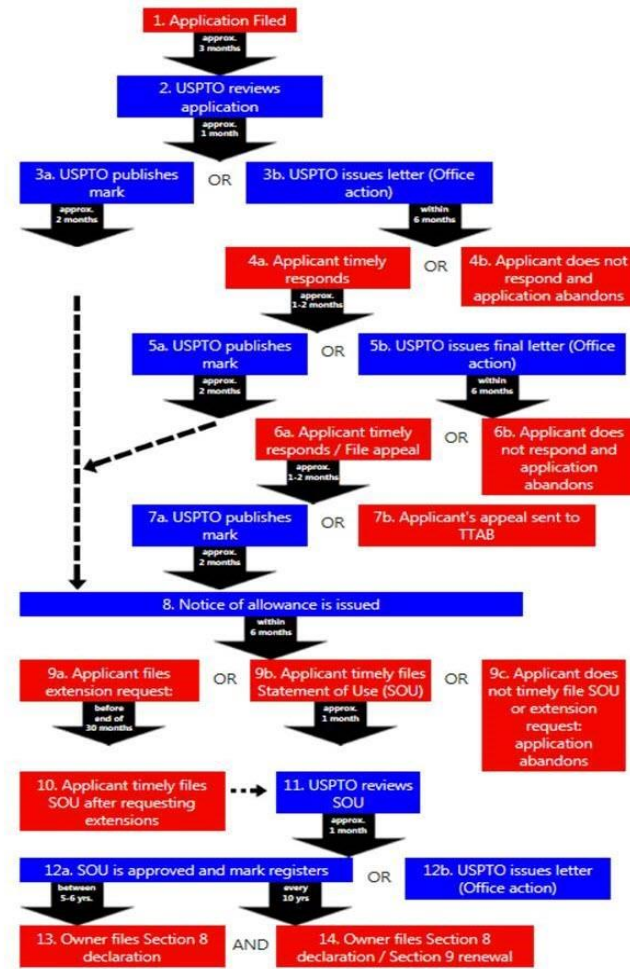 1. Application Filed
approx.
3 months
2. USPTO reviews
application
approx.
1 month
3a. USPTO publishes
mark
OR
3b. USPTO issues letter (Office
action)
approx.
2 months
within
6 months
4a. Applicant timely
responds
OR
4b. Applicant does not
respond and
application abandons
approx.
1-2 months
5a. USPTO publishes
mark
OR
5b. USPTO issues final letter (Office
action)
approx.
2 months
within
6 months
6a. Applicant timely
responds / File appeal
OR
6b. Applicant does
not respond and
application
abandons
approx.
1-2 months
7a. USPTO publishes
mark
OR
7b. Applicant's appeal sent to
TTAB
approx.
2 months
8. Notice of allowance is issued
within
6 months
9a. Applicant files
extension request:
OR
9b. Applicant timely files
Statement of Use (SOU)
OR
9c. Applicant does
not timely file SOU
or extension
request:
application
abandons
before
end of
30 months
approx.
1 month
10. Applicant timely files
SOU after requesting
extensions
11. USPTO reviews
SOU
approx.
1 month
12a. SOU is approved and mark registers
OR
12b. USPTO issues letter
(Office action)
between
5-6 yrs.
every
10 yrs
13. Owner files Section 8
declaration
AND
14. Owner files Section 8
declaration / Section 9 renewal